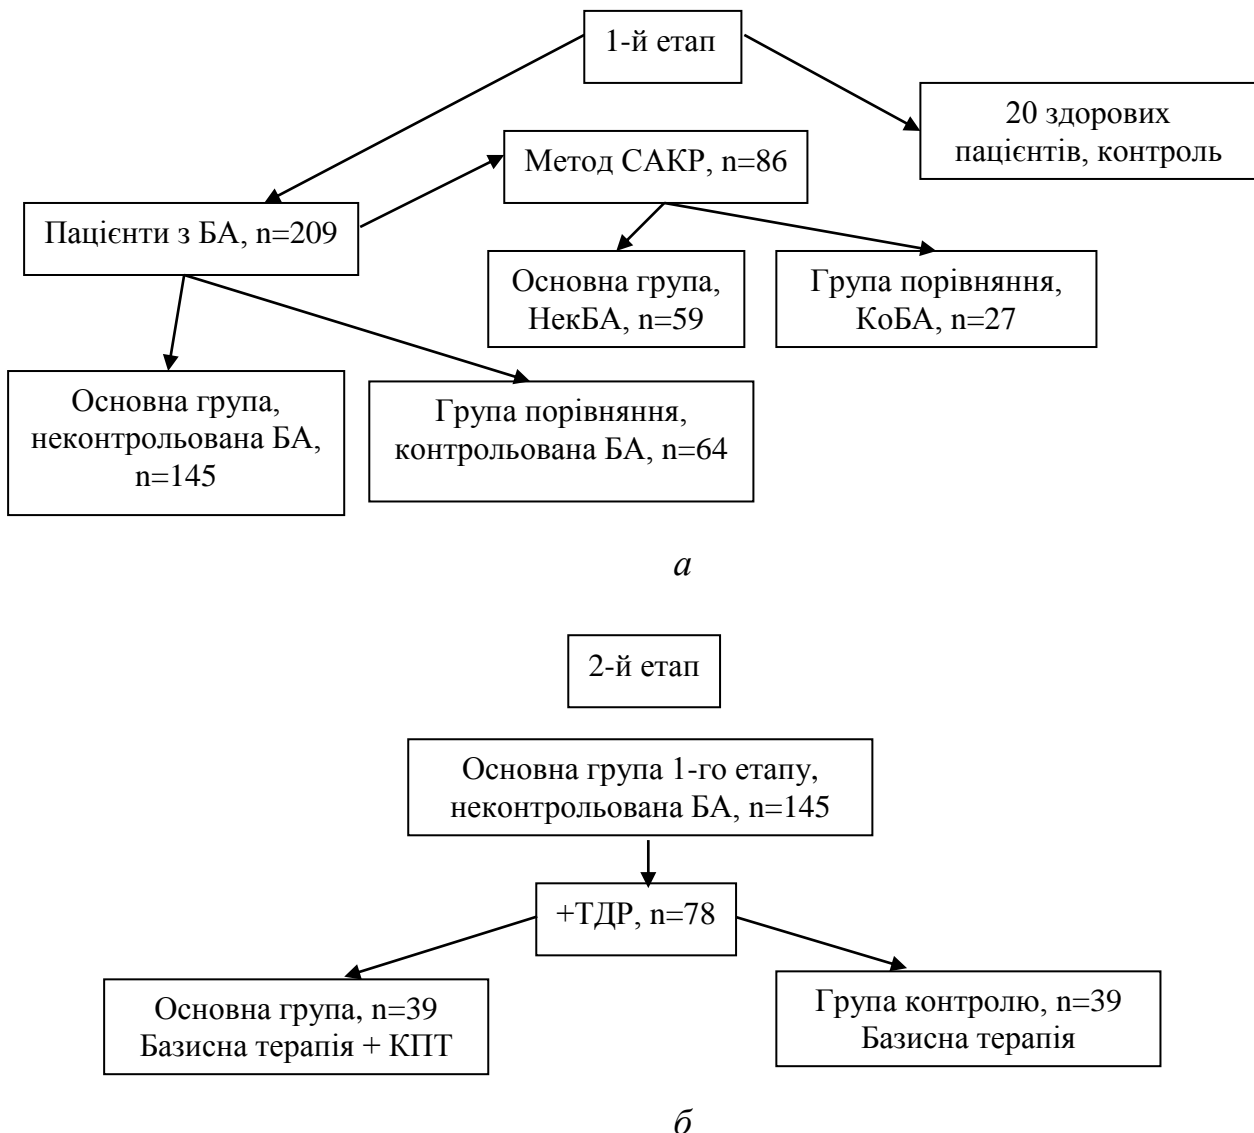 1-й етап
20 здорових
пацієнтів, контроль
Метод САКР, n=86
Пацієнти з БА, n=209
Основна група,
НекБА, n=59
Група порівняння,
КоБА, n=27
Основна група,
неконтрольована БА,
n=145
Група порівняння,
контрольована БА, n=64
а
2-й етап
Основна група 1-го етапу,
неконтрольована БА, n=145
+ТДР, n=78
Основна група, n=39
Базисна терапія + КПТ
Група контролю, n=39
Базисна терапія
б